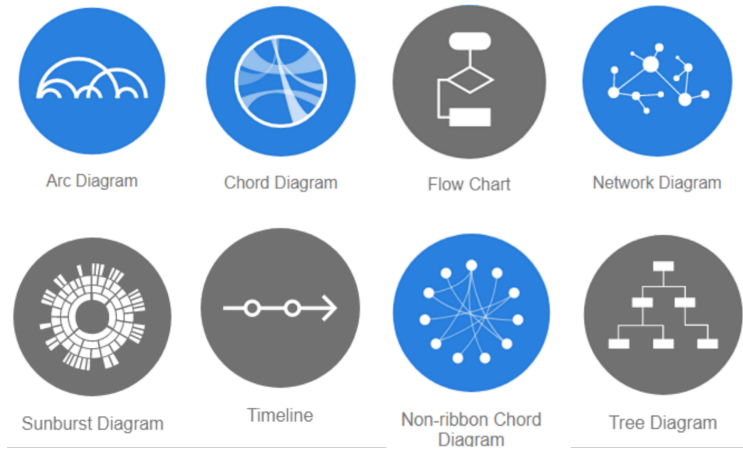 Arc Diagram
Chord Diagram
Flow Chart
Network Diagram
Sunburst Diagram
Timeline
Non-ribbon Chord
Diagram
Tree Diagram